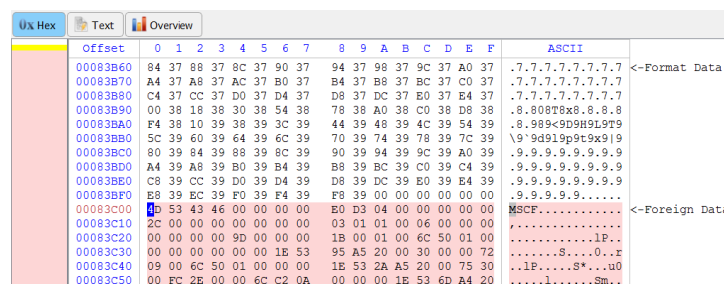 0x Hex Text Overview
Offset 0 1 2 3 4 5 6 7 8 9 A B C D E F ASCII
00083B60 84 37 88 37 8C 37 90 37 94 37 98 37 9C 37 A0 37 .7.7.7.7.7.7.7.7 <-Format Data
00083B70 A4 37 A8 37 AC 37 B0 37 B4 37 B8 37 BC 37 C0 37 .7.7.7.7.7.7.7.7
00083B80 C4 37 CC 37 D0 37 D4 37 D8 37 DC 37 E0 37 E4 37 .7.7.7.7.7.7.7.7
00083B90 00 38 18 38 30 38 54 38 78 38 A0 38 C0 38 D8 38 .8.808T8x8.8.8.8
00083BA0 F4 38 10 39 38 39 3C 39 44 39 48 39 4C 39 54 39 .8.989<9D9H9L9T9
00083BB0 5C 39 60 39 64 39 6C 39 70 39 74 39 78 39 7C 39 \9`9d9l9p9t9x9|9
00083BC0 80 39 84 39 88 39 8C 39 90 39 94 39 9C 39 A0 39 .9.9.9.9.9.9.9.9
00083BD0 A4 39 A8 39 B0 39 B4 39 B8 39 BC 39 C0 39 C4 39 .9.9.9.9.9.9.9.9
00083BE0 C8 39 CC 39 D0 39 D4 39 D8 39 DC 39 E0 39 E4 39 .9.9.9.9.9.9.9.9
00083BF0 E8 39 EC 39 F0 39 F4 39 F8 39 00 00 00 00 00 00 .9.9.9.9.9......
00083C00 4D 53 43 46 00 00 00 00 E0 D3 04 00 00 00 00 00 MSCF............ <-Foreign Data
00083C10 2C 00 00 00 00 00 00 00 03 01 01 00 06 00 00 00 ,...............
00083C20 00 00 00 00 9D 00 00 00 1B 00 01 00 6C 50 01 00 ............lP..
00083C30 00 00 00 00 00 00 1E 53 95 A5 20 00 30 00 00 72 .......S.. .0..r
00083C40 09 00 6C 50 01 00 00 00 1E 53 2A A5 20 00 75 30 ..lP.....S*. .u0
00083C50 00 FC 2E 00 00 6C C2 0A 00 00 00 1E 53 6D A4 20